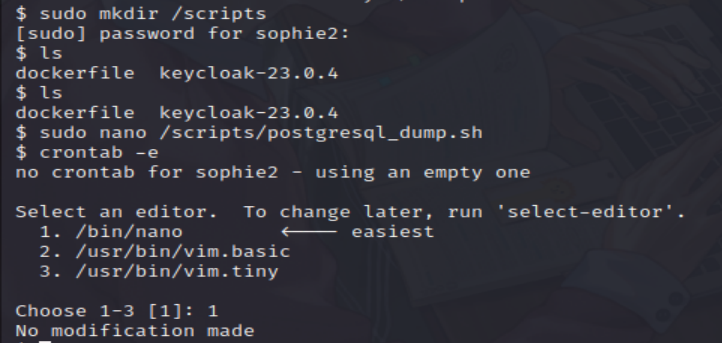 $ sudo mkdir /scripts
[sudo] password for sophie2:
$ ls
dockerfile  keycloak-23.0.4
$ ls
dockerfile  keycloak-23.0.4
$ sudo nano /scripts/postgresql_dump.sh
$ crontab -e
no crontab for sophie2 - using an empty one

Select an editor.  To change later, run 'select-editor'.
  1. /bin/nano        <---- easiest
  2. /usr/bin/vim.basic
  3. /usr/bin/vim.tiny

Choose 1-3 [1]: 1
No modification made